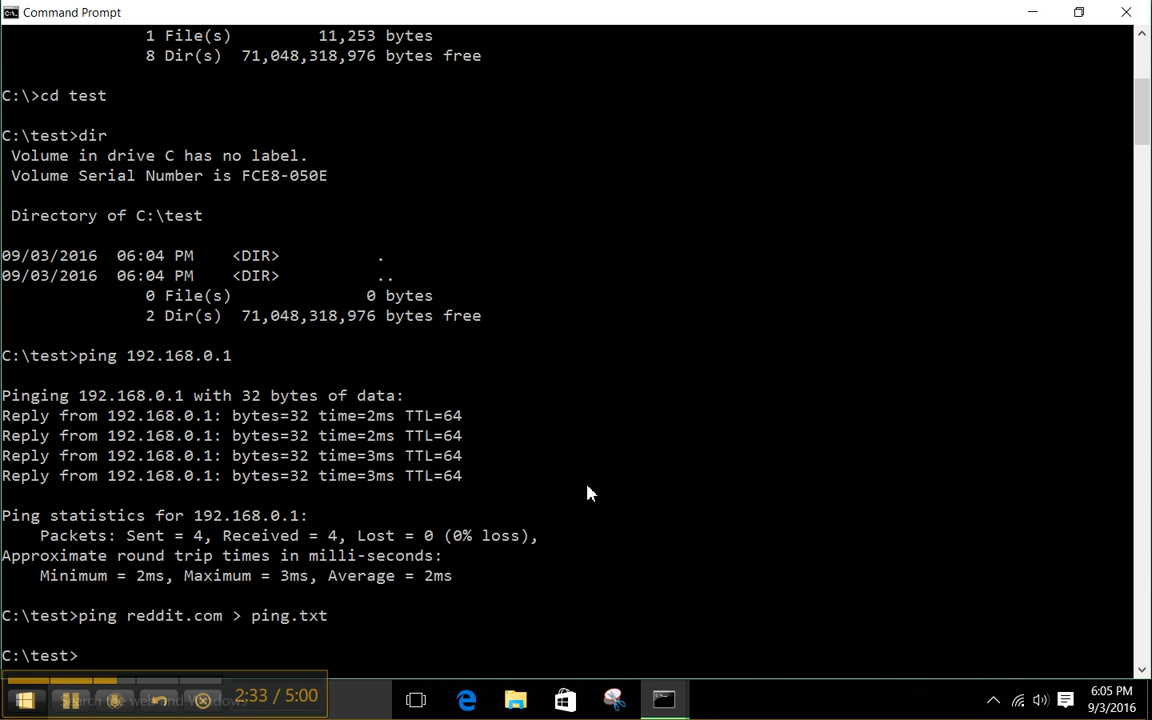 Command Prompt
1 File(s) 11,253 bytes
8 Dir(s) 71,048,318,976 bytes free
C:\>cd test
C:\test>dir
Volume in drive C has no label.
Volume Serial Number is FCE8-050E
Directory of C:\test
09/03/2016 06:04 PM <DIR> .
09/03/2016 06:04 PM <DIR> ..
0 File(s) 0 bytes
2 Dir(s) 71,048,318,976 bytes free
C:\test>ping 192.168.0.1
Pinging 192.168.0.1 with 32 bytes of data:
Reply from 192.168.0.1: bytes=32 time=2ms TTL=64
Reply from 192.168.0.1: bytes=32 time=2ms TTL=64
Reply from 192.168.0.1: bytes=32 time=3ms TTL=64
Reply from 192.168.0.1: bytes=32 time=3ms TTL=64
Ping statistics for 192.168.0.1:
Packets: Sent = 4, Received = 4, Lost = 0 (0% loss),
Approximate round trip times in milli-seconds:
Minimum = 2ms, Maximum = 3ms, Average = 2ms
C:\test>ping reddit.com > ping.txt
C:\test>
2:33 / 5:00
Search the web and Windows
6:05 PM
9/3/2016